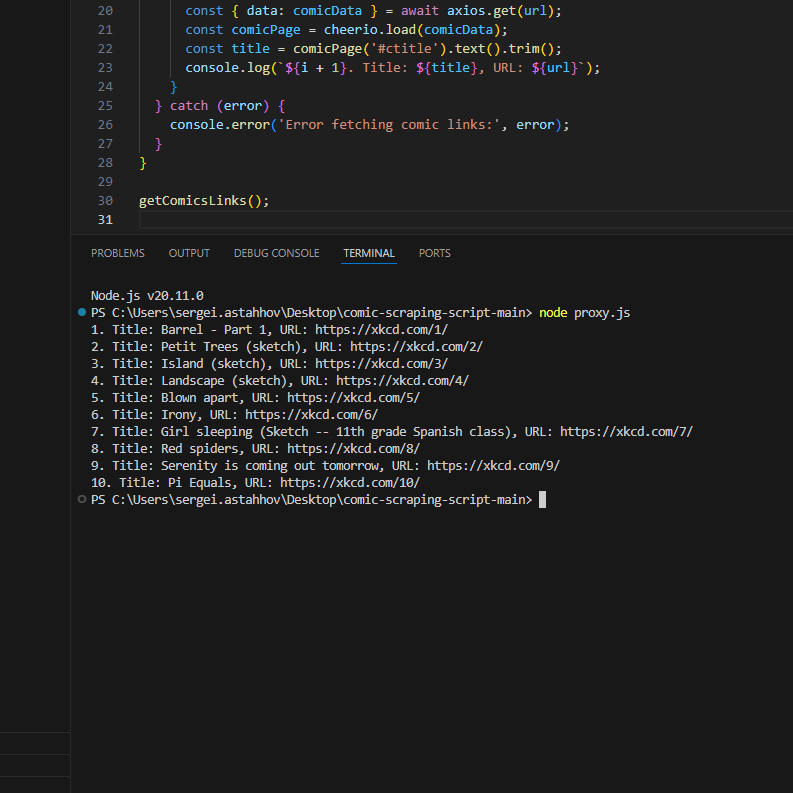 20 const { data: comicData } = await axios.get(url);
21 const comicPage = cheerio.load(comicData);
22 const title = comicPage('#ctitle').text().trim();
23 console.log(`${i + 1}. Title: ${title}, URL: ${url}`);
24 }
25 } catch (error) {
26 console.error('Error fetching comic links:', error);
27 }
28 }
29
30 getComicsLinks();
31
PROBLEMS OUTPUT DEBUG CONSOLE TERMINAL PORTS
Node.js v20.11.0
PS C:\Users\sergei.astahhov\Desktop\comic-scraping-script-main> node proxy.js
1. Title: Barrel - Part 1, URL: https://xkcd.com/1/
2. Title: Petit Trees (sketch), URL: https://xkcd.com/2/
3. Title: Island (sketch), URL: https://xkcd.com/3/
4. Title: Landscape (sketch), URL: https://xkcd.com/4/
5. Title: Blown apart, URL: https://xkcd.com/5/
6. Title: Irony, URL: https://xkcd.com/6/
7. Title: Girl sleeping (Sketch -- 11th grade Spanish class), URL: https://xkcd.com/7/
8. Title: Red spiders, URL: https://xkcd.com/8/
9. Title: Serenity is coming out tomorrow, URL: https://xkcd.com/9/
10. Title: Pi Equals, URL: https://xkcd.com/10/
PS C:\Users\sergei.astahhov\Desktop\comic-scraping-script-main>